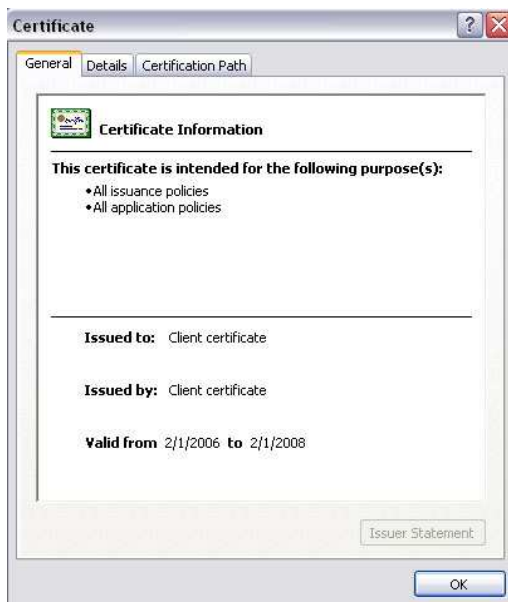 Certificate
General Details Certification Path
Certificate Information
This certificate is intended for the following purpose(s):
•All issuance policies
•All application policies
Issued to: Client certificate
Issued by: Client certificate
Valid from 2/1/2006 to 2/1/2008
Issuer Statement
OK